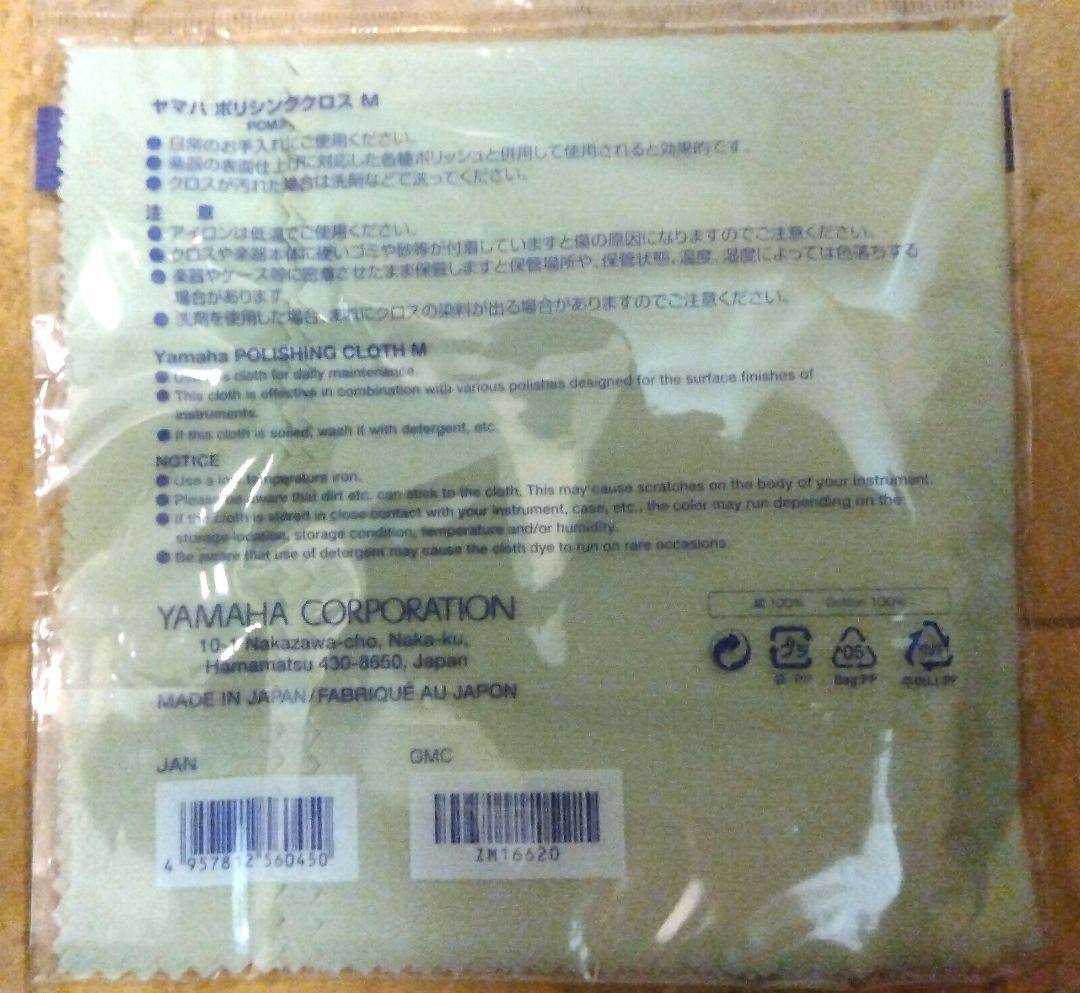 ヤマハ ポリシングクロス M
PCM3
● 日常のお手入れにご使用ください。
● 楽器の表面仕上げに対応した各種ポリッシュと併用して使用されると効果的です。
● クロスが汚れた場合は洗剤などで洗ってください。
注 意
● アイロンは低温でご使用ください。
● クロスや楽器本体に硬いゴミや砂等が付着していますと傷の原因になりますのでご注意ください。
● 楽器やケース等に密着させたまま保管しますと保管場所や、保管状態、温度、湿度によっては色落ちする
場合があります。
● 洗剤を使用した場合、まれにクロスの染料が出る場合がありますのでご注意ください。
Yamaha POLISHING CLOTH M
● Use this cloth for daily maintenance.
● This cloth is effective in combination with various polishes designed for the surface finishes of
instruments.
● If this cloth is soiled, wash it with detergent, etc.
NOTICE
● Use a low temperature iron.
● Please be aware that dirt etc. can stick to the cloth. This may cause scratches on the body of your instrument.
● If the cloth is stored in close contact with your instrument, case, etc., the color may run depending on the
storage location, storage condition, temperature and/or humidity.
● Be aware that use of detergent may cause the cloth dye to run on rare occasions.
YAMAHA CORPORATION
10-1 Nakazawa-cho, Naka-ku,
Hamamatsu 430-8650, Japan
MADE IN JAPAN/FABRIQUÉ AU JAPON
綿 100% Cotton 100%
プラ 05
袋:PP Bag:PP 비닐:PP
JAN GMC
4 957812 560450 ZM16620